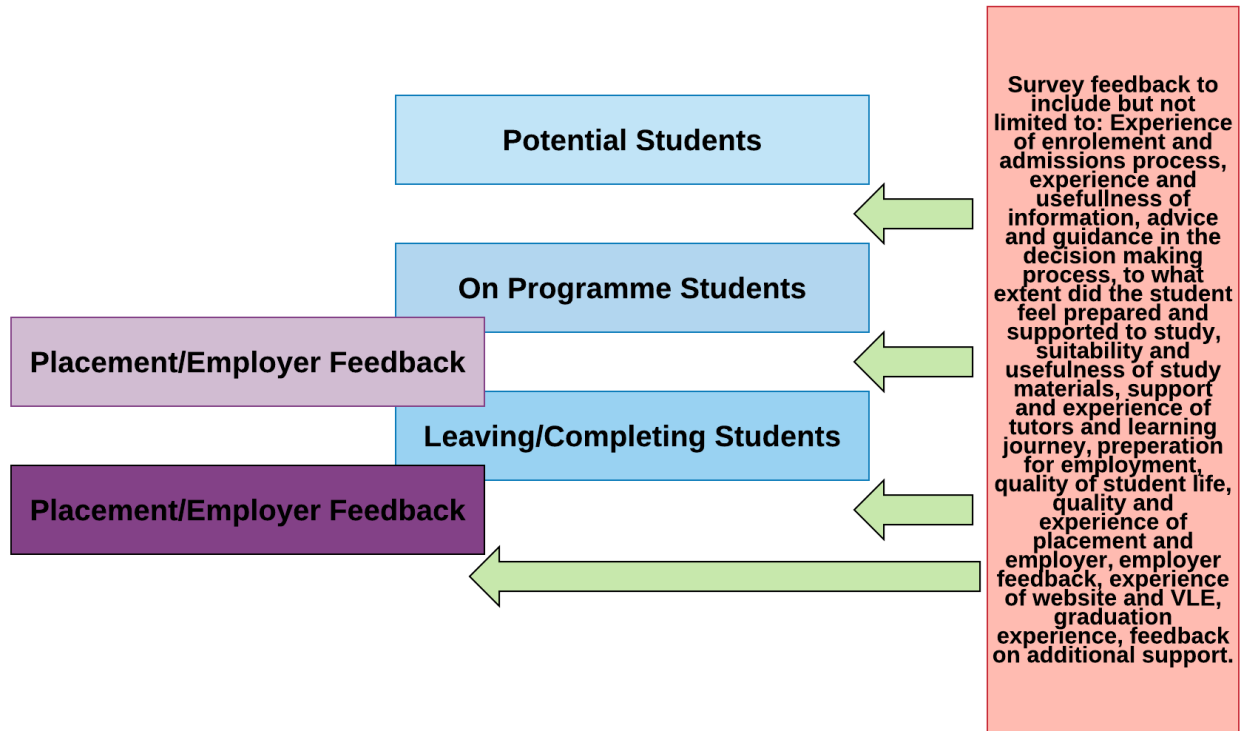 Potential Students
On Programme Students
Placement/Employer Feedback
Leaving/Completing Students
Placement/Employer Feedback
Survey feedback to
include but not
limited to: Experience
of enrolement and
admissions process,
experience and
usefullness of
information, advice
and guidance in the
decision making
process, to what
extent did the student
feel prepared and
supported to study,
suitability and
usefulness of study
materials, support
and experience of
tutors and learning
journey, preperation
for employment,
quality of student life,
quality and
experience of
placement and
employer, employer
feedback, experience
of website and VLE,
graduation
experience, feedback
on additional support.